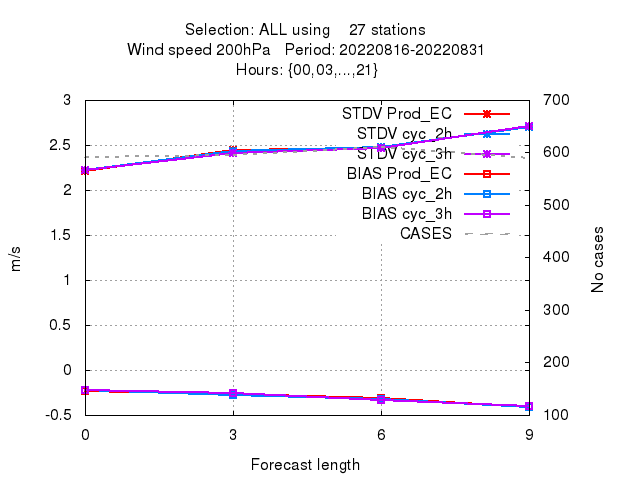 Selection: ALL using 27 stations
Wind speed 200hPa Period: 20220816-20220831
Hours: {00,03,...,21}
3
2.5
2
1.5
1
0.5
0
-0.5
m/s
700
600
500
400
300
200
100
No cases
STDV Prod_EC
STDV cyc_2h
STDV cyc_3h
BIAS Prod_EC
BIAS cyc_2h
BIAS cyc_3h
CASES
0 3 6 9
Forecast length